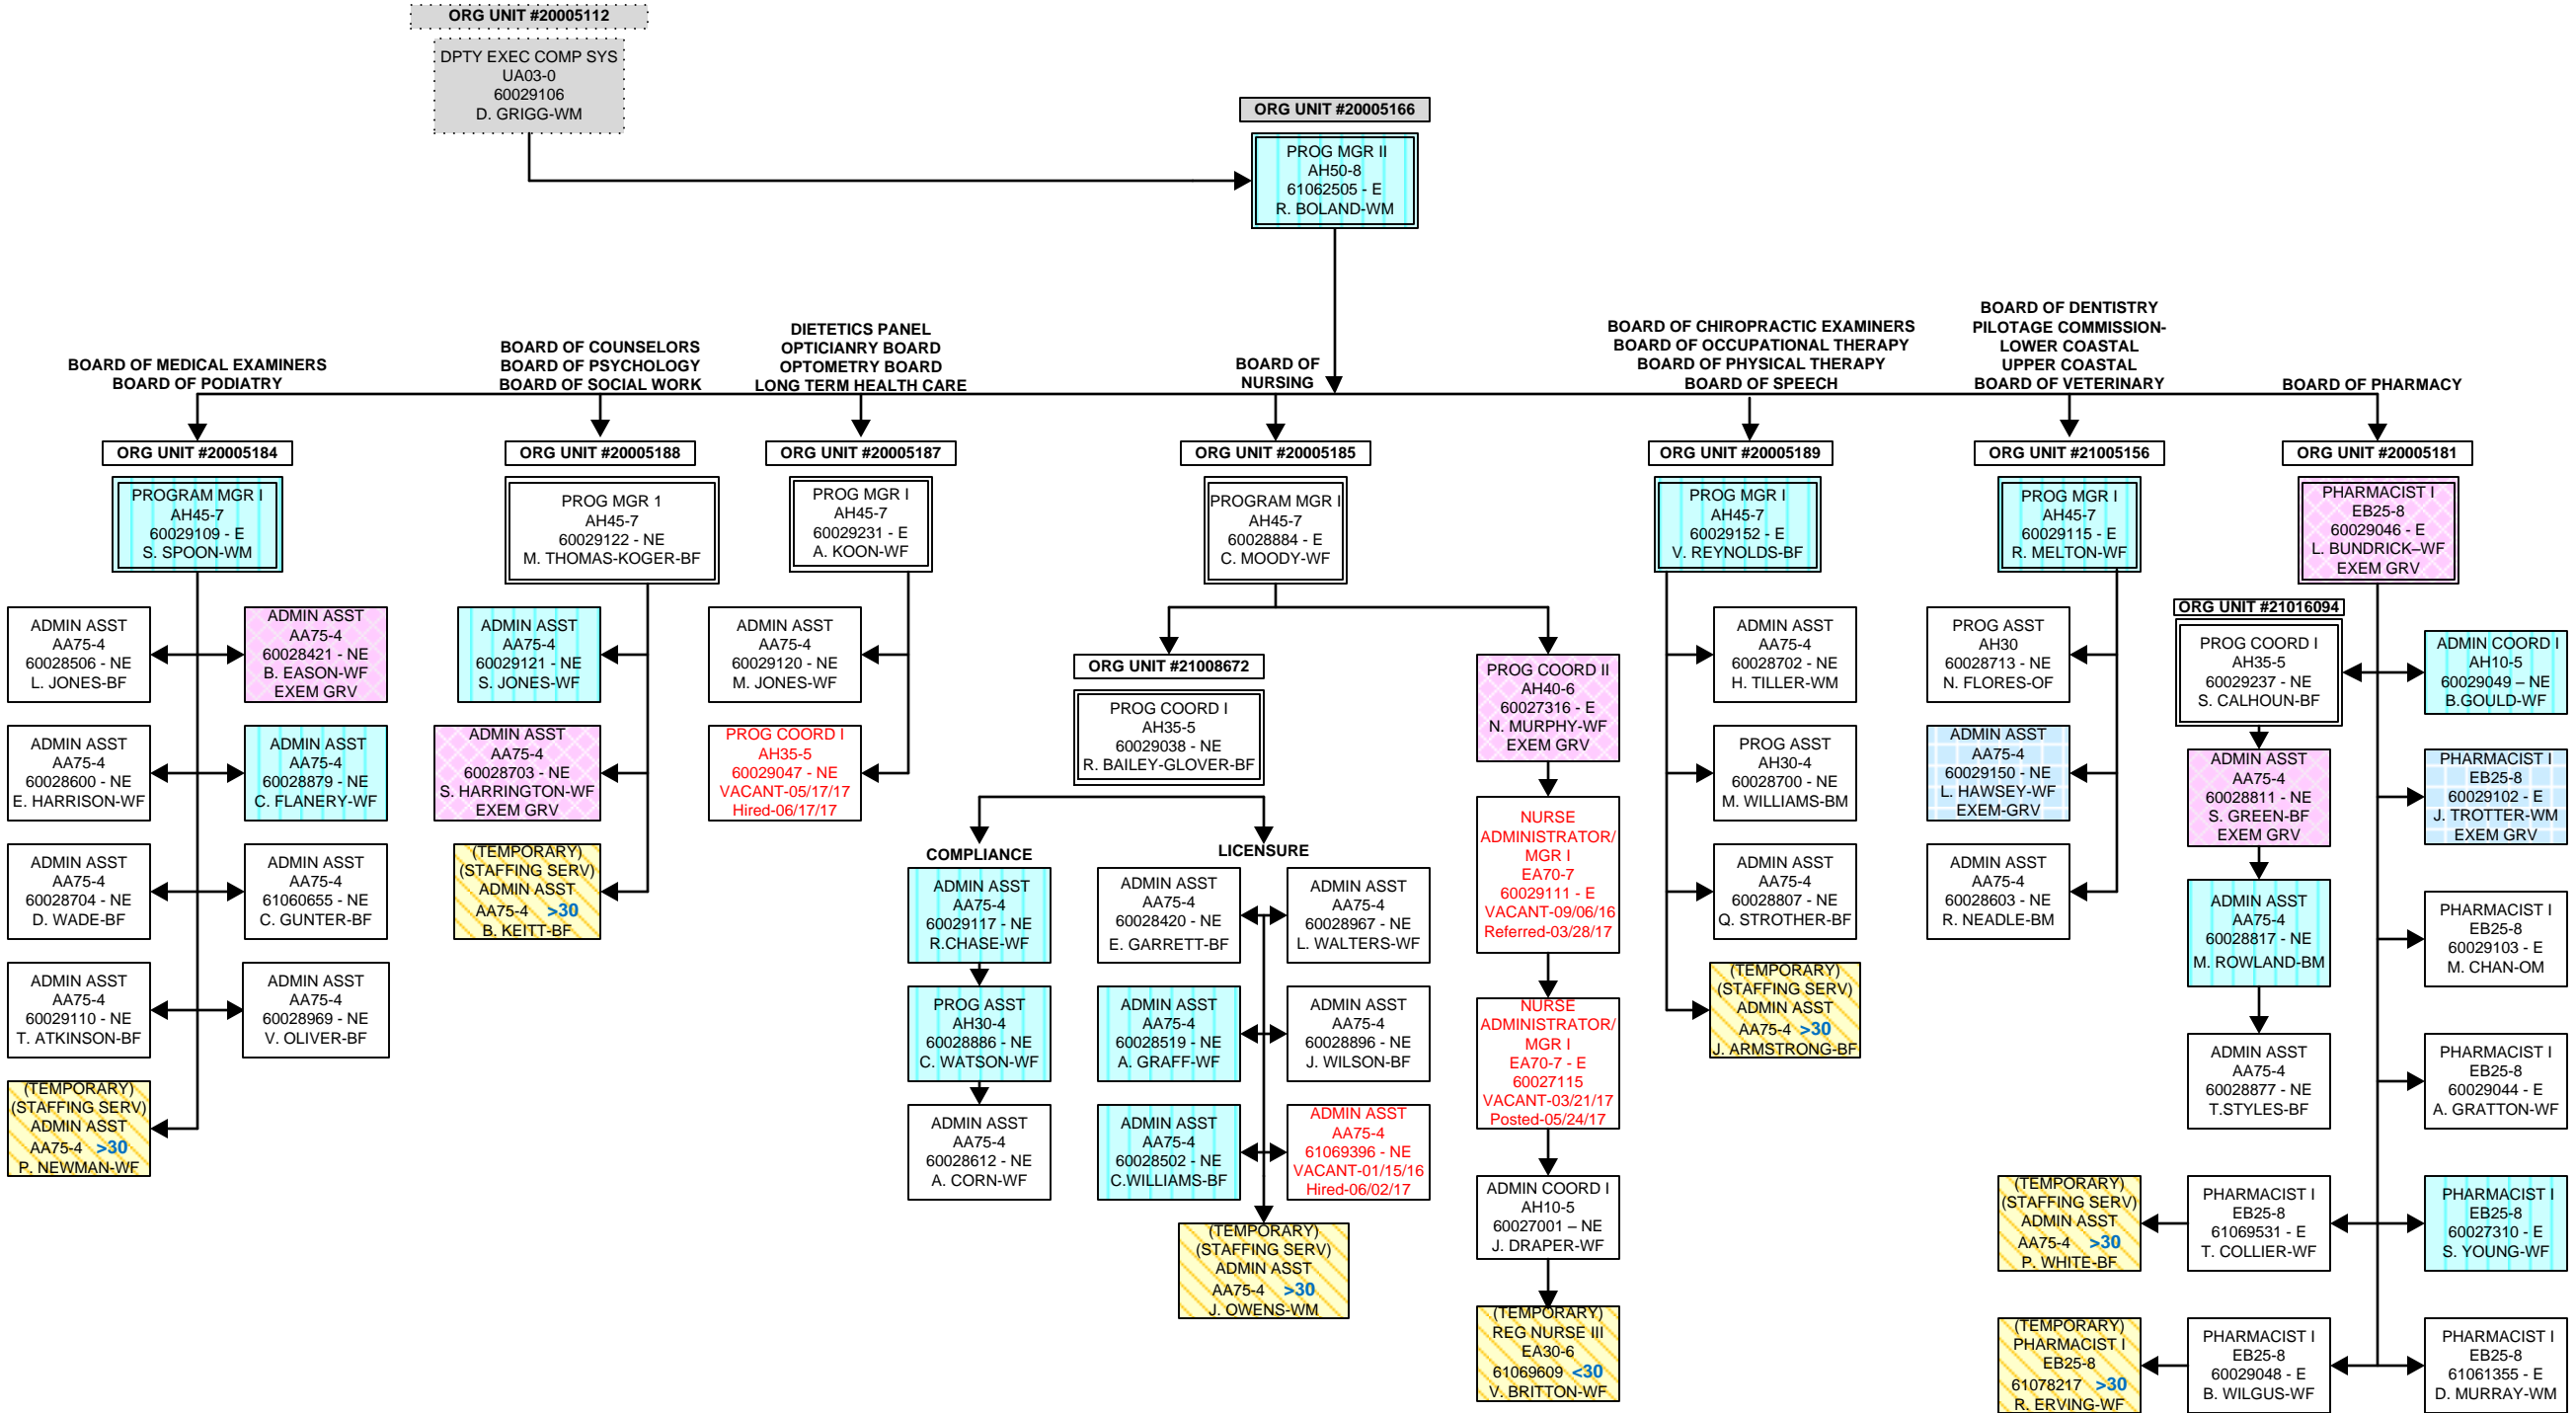 ORG UNIT #20005112
DPTY EXEC COMP SYS
UA03-0
60029106
D. GRIGG-WM
ORG UNIT #20005166
PROG MGR II
AH50-8
61062505 - E
R. BOLAND-WM
BOARD OF MEDICAL EXAMINERS
BOARD OF PODIATRY
BOARD OF COUNSELORS
BOARD OF PSYCHOLOGY
BOARD OF SOCIAL WORK
DIETETICS PANEL
OPTICIANRY BOARD
OPTOMETRY BOARD
LONG TERM HEALTH CARE
BOARD OF
NURSING
BOARD OF CHIROPRACTIC EXAMINERS
BOARD OF OCCUPATIONAL THERAPY
BOARD OF PHYSICAL THERAPY
BOARD OF SPEECH
BOARD OF DENTISTRY
PILOTAGE COMMISSION-
LOWER COASTAL
UPPER COASTAL
BOARD OF VETERINARY
BOARD OF PHARMACY
ORG UNIT #20005184
PROGRAM MGR I
AH45-7
60029109 - E
S. SPOON-WM
ADMIN ASST
AA75-4
60028506 - NE
L. JONES-BF
ADMIN ASST
AA75-4
60028421 - NE
B. EASON-WF
EXEM GRV
ADMIN ASST
AA75-4
60028600 - NE
E. HARRISON-WF
ADMIN ASST
AA75-4
60028879 - NE
C. FLANERY-WF
ADMIN ASST
AA75-4
60028704 - NE
D. WADE-BF
ADMIN ASST
AA75-4
61060655 - NE
C. GUNTER-BF
ADMIN ASST
AA75-4
60029110 - NE
T. ATKINSON-BF
ADMIN ASST
AA75-4
60028969 - NE
V. OLIVER-BF
(TEMPORARY)
(STAFFING SERV)
ADMIN ASST
AA75-4 >30
P. NEWMAN-WF
ORG UNIT #20005188
PROG MGR 1
AH45-7
60029122 - NE
M. THOMAS-KOGER-BF
ADMIN ASST
AA75-4
60029121 - NE
S. JONES-WF
ADMIN ASST
AA75-4
60028703 - NE
S. HARRINGTON-WF
EXEM GRV
(TEMPORARY)
(STAFFING SERV)
ADMIN ASST
AA75-4 >30
B. KEITT-BF
ORG UNIT #20005187
PROG MGR I
AH45-7
60029231 - E
A. KOON-WF
ADMIN ASST
AA75-4
60029120 - NE
M. JONES-WF
PROG COORD I
AH35-5
60029047 - NE
VACANT-05/17/17
Hired-06/17/17
ORG UNIT #20005185
PROGRAM MGR I
AH45-7
60028884 - E
C. MOODY-WF
ORG UNIT #21008672
PROG COORD I
AH35-5
60029038 - NE
R. BAILEY-GLOVER-BF
COMPLIANCE
ADMIN ASST
AA75-4
60029117 - NE
R.CHASE-WF
PROG ASST
AH30-4
60028886 - NE
C. WATSON-WF
ADMIN ASST
AA75-4
60028612 - NE
A. CORN-WF
LICENSURE
ADMIN ASST
AA75-4
60028420 - NE
E. GARRETT-BF
ADMIN ASST
AA75-4
60028967 - NE
L. WALTERS-WF
ADMIN ASST
AA75-4
60028519 - NE
A. GRAFF-WF
ADMIN ASST
AA75-4
60028896 - NE
J. WILSON-BF
ADMIN ASST
AA75-4
60028502 - NE
C.WILLIAMS-BF
ADMIN ASST
AA75-4
61069396 - NE
VACANT-01/15/16
Hired-06/02/17
(TEMPORARY)
(STAFFING SERV)
ADMIN ASST
AA75-4 >30
J. OWENS-WM
PROG COORD II
AH40-6
60027316 - E
N. MURPHY-WF
EXEM GRV
NURSE
ADMINISTRATOR/
MGR I
EA70-7
60029111 - E
VACANT-09/06/16
Referred-03/28/17
NURSE
ADMINISTRATOR/
MGR I
EA70-7 - E
60027115
VACANT-03/21/17
Posted-05/24/17
ADMIN COORD I
AH10-5
60027001 – NE
J. DRAPER-WF
(TEMPORARY)
REG NURSE III
EA30-6
61069609 <30
V. BRITTON-WF
ORG UNIT #20005189
PROG MGR I
AH45-7
60029152 - E
V. REYNOLDS-BF
ADMIN ASST
AA75-4
60028702 - NE
H. TILLER-WM
PROG ASST
AH30-4
60028700 - NE
M. WILLIAMS-BM
ADMIN ASST
AA75-4
60028807 - NE
Q. STROTHER-BF
(TEMPORARY)
(STAFFING SERV)
ADMIN ASST
AA75-4 >30
J. ARMSTRONG-BF
ORG UNIT #21005156
PROG MGR I
AH45-7
60029115 - E
R. MELTON-WF
PROG ASST
AH30
60028713 - NE
N. FLORES-OF
ADMIN ASST
AA75-4
60029150 - NE
L. HAWSEY-WF
EXEM-GRV
ADMIN ASST
AA75-4
60028603 - NE
R. NEADLE-BM
ORG UNIT #20005181
PHARMACIST I
EB25-8
60029046 - E
L. BUNDRICK–WF
EXEM GRV
ORG UNIT #21016094
PROG COORD I
AH35-5
60029237 - NE
S. CALHOUN-BF
ADMIN COORD I
AH10-5
60029049 – NE
B.GOULD-WF
ADMIN ASST
AA75-4
60028811 - NE
S. GREEN-BF
EXEM GRV
PHARMACIST I
EB25-8
60029102 - E
J. TROTTER-WM
EXEM GRV
ADMIN ASST
AA75-4
60028817 - NE
M. ROWLAND-BM
PHARMACIST I
EB25-8
60029103 - E
M. CHAN-OM
ADMIN ASST
AA75-4
60028877 - NE
T.STYLES-BF
PHARMACIST I
EB25-8
60029044 - E
A. GRATTON-WF
(TEMPORARY)
(STAFFING SERV)
ADMIN ASST
AA75-4 >30
P. WHITE-BF
PHARMACIST I
EB25-8
61069531 - E
T. COLLIER-WF
PHARMACIST I
EB25-8
60027310 - E
S. YOUNG-WF
(TEMPORARY)
PHARMACIST I
EB25-8
61078217 >30
R. ERVING-WF
PHARMACIST I
EB25-8
60029048 - E
B. WILGUS-WF
PHARMACIST I
EB25-8
61061355 - E
D. MURRAY-WM